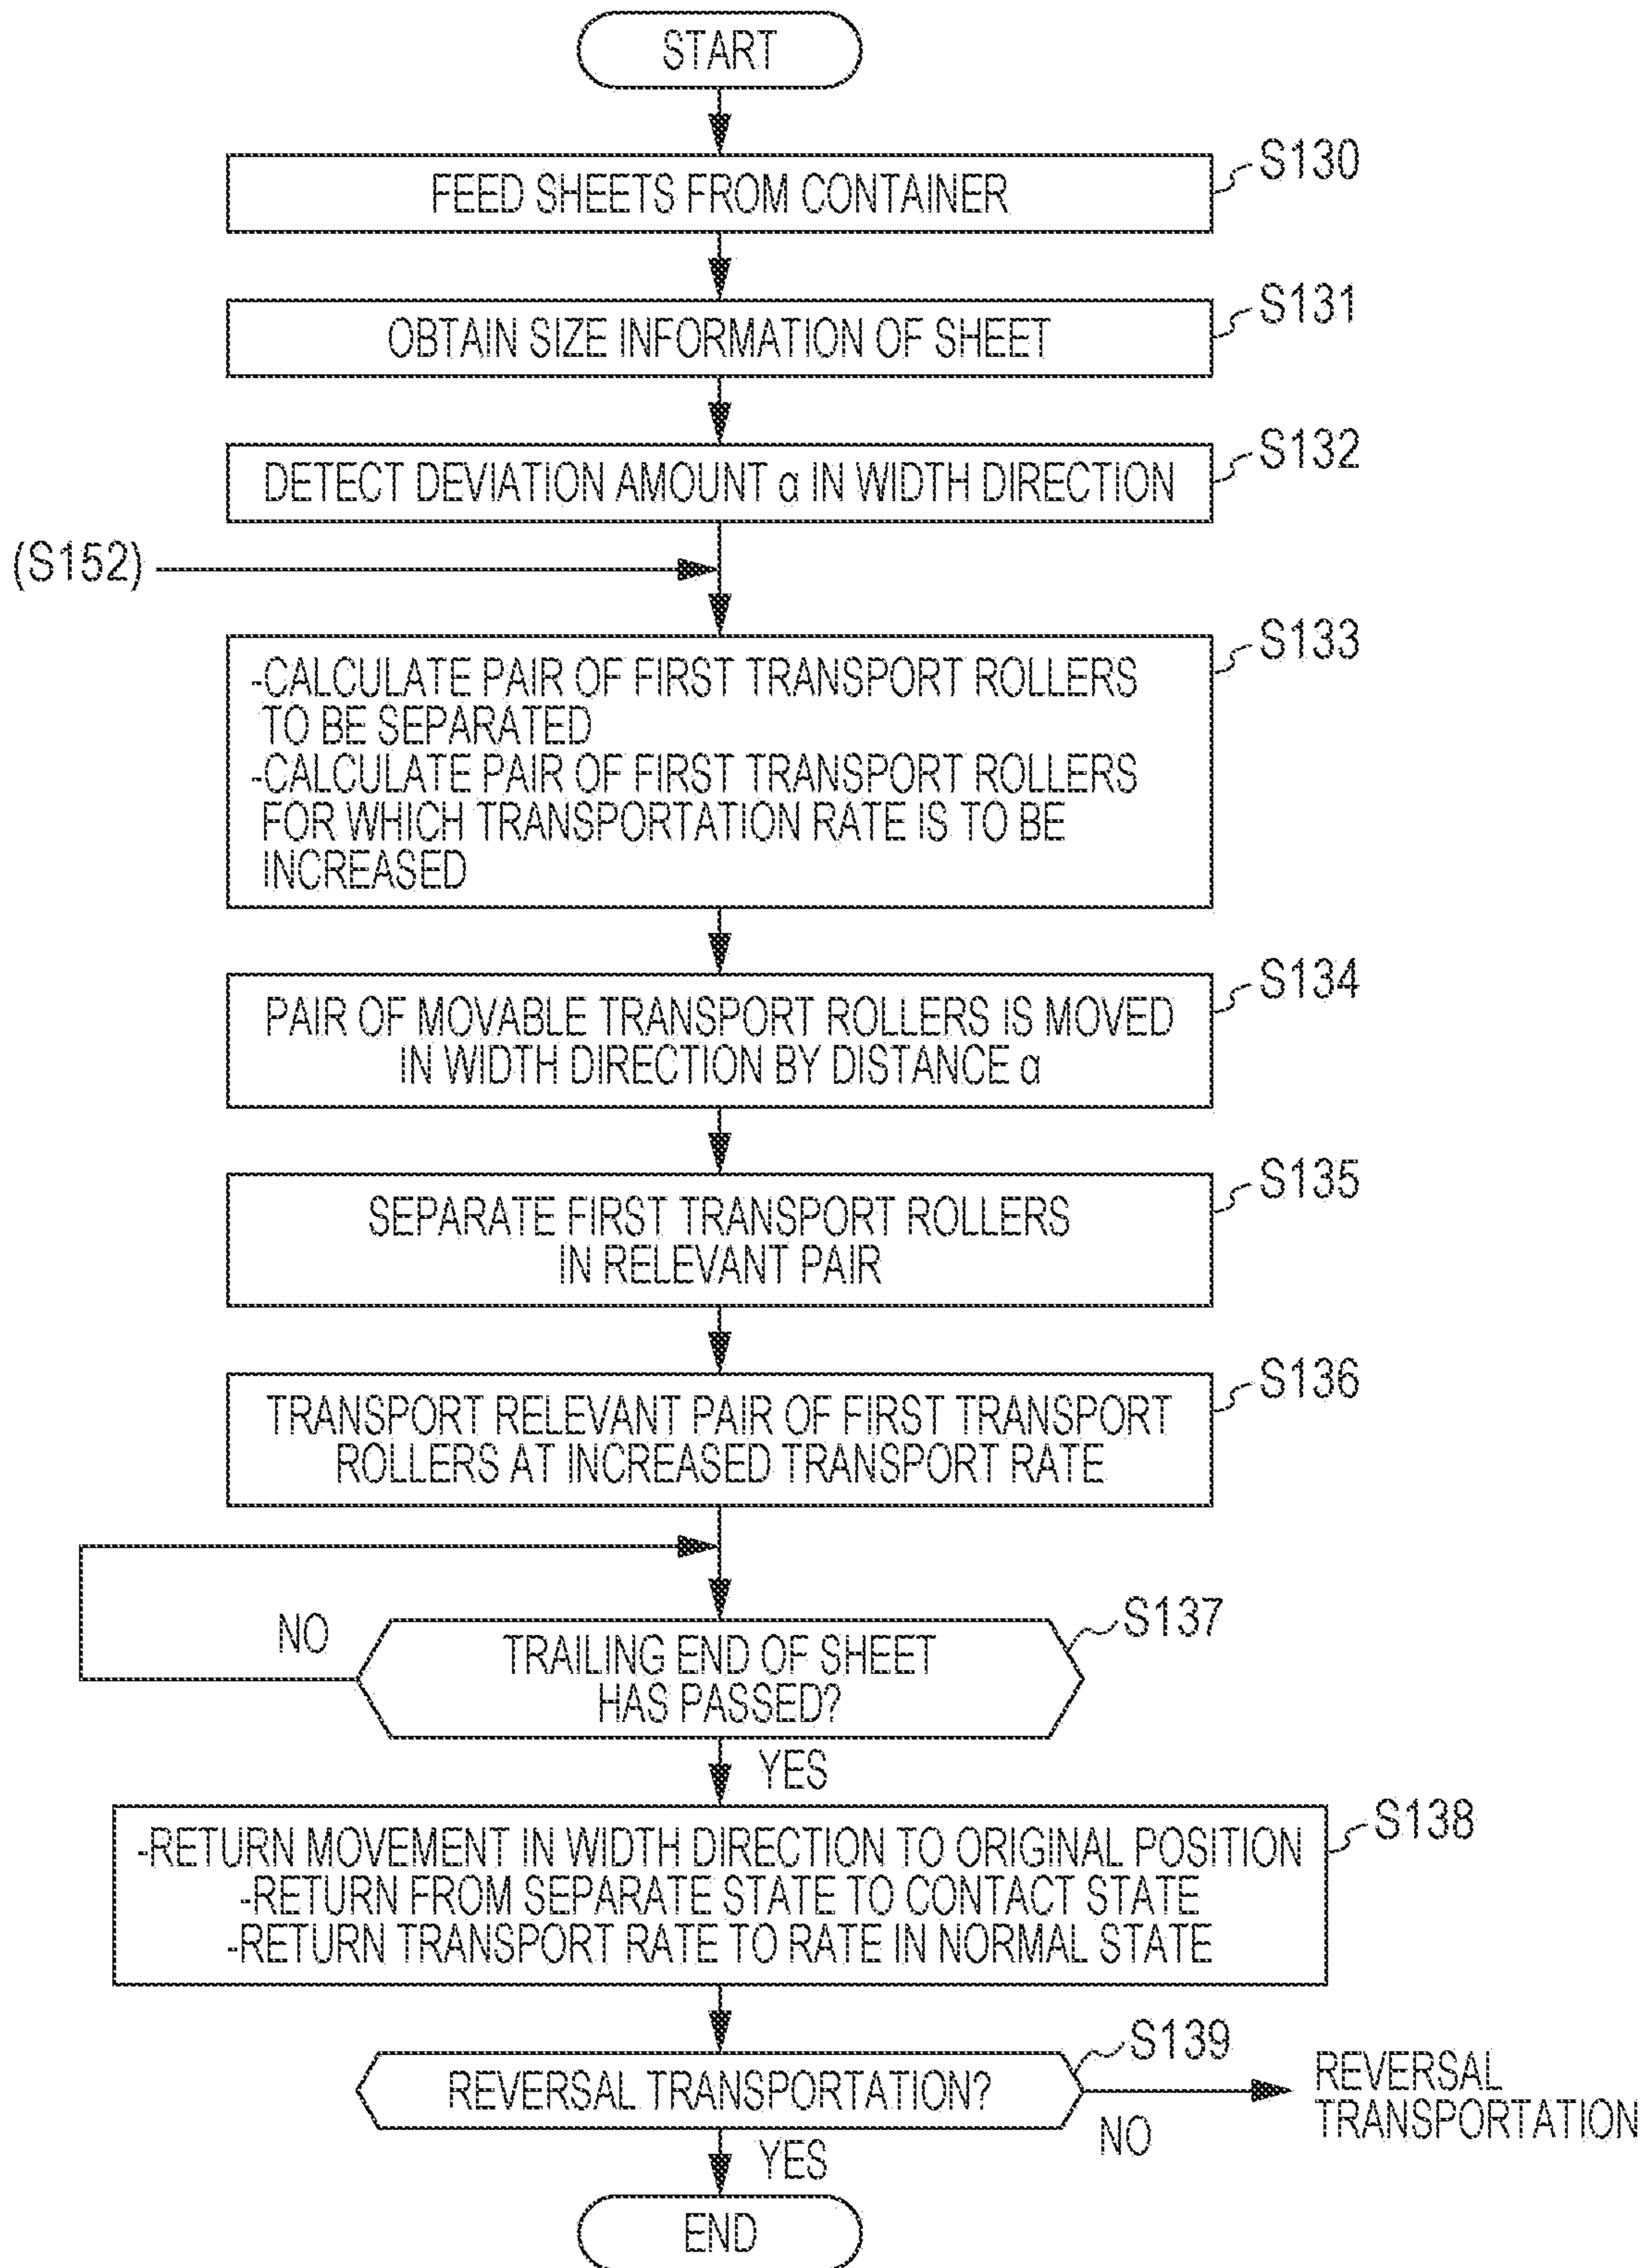 START
FEED SHEETS FROM CONTAINER
S130
OBTAIN SIZE INFORMATION OF SHEET
S131
DETECT DEVIATION AMOUNT α IN WIDTH DIRECTION
S132
(S152)
-CALCULATE PAIR OF FIRST TRANSPORT ROLLERS
TO BE SEPARATED
-CALCULATE PAIR OF FIRST TRANSPORT ROLLERS
FOR WHICH TRANSPORTATION RATE IS TO BE
INCREASED
S133
PAIR OF MOVABLE TRANSPORT ROLLERS IS MOVED
IN WIDTH DIRECTION BY DISTANCE α
S134
SEPARATE FIRST TRANSPORT ROLLERS
IN RELEVANT PAIR
S135
TRANSPORT RELEVANT PAIR OF FIRST TRANSPORT
ROLLERS AT INCREASED TRANSPORT RATE
S136
NO
TRAILING END OF SHEET
HAS PASSED?
S137
YES
-RETURN MOVEMENT IN WIDTH DIRECTION TO ORIGINAL POSITION
-RETURN FROM SEPARATE STATE TO CONTACT STATE
-RETURN TRANSPORT RATE TO RATE IN NORMAL STATE
S138
REVERSAL TRANSPORTATION?
S139
NO
REVERSAL
TRANSPORTATION
YES
END